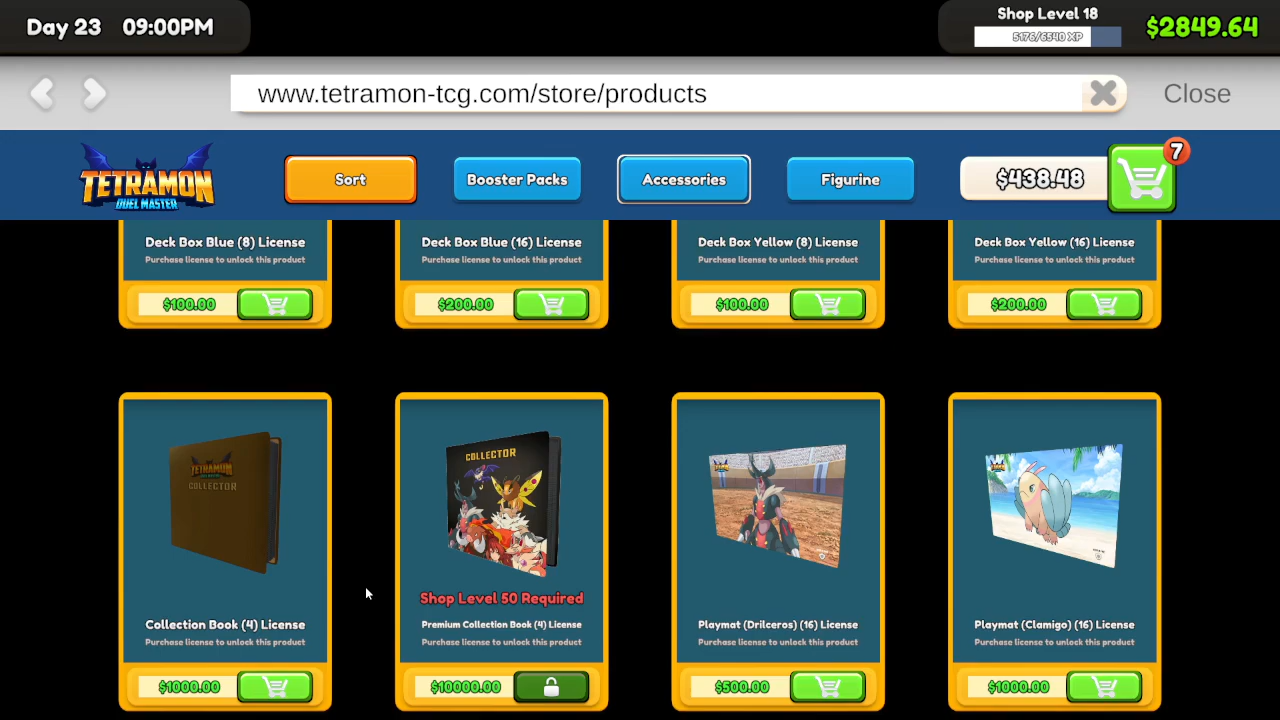 Day 23 09:00PM
Shop Level 18
5176/6540 XP
$2849.64
www.tetramon-tcg.com/store/products
Close
TETRAMON
DUEL MASTER
Sort
Booster Packs
Accessories
Figurine
$438.48
7
Deck Box Blue (8) License
Purchase license to unlock this product
$100.00
Deck Box Blue (16) License
Purchase license to unlock this product
$200.00
Deck Box Yellow (8) License
Purchase license to unlock this product
$100.00
Deck Box Yellow (16) License
Purchase license to unlock this product
$200.00
TETRAMON
COLLECTOR
Collection Book (4) License
Purchase license to unlock this product
$1000.00
COLLECTOR
Shop Level 50 Required
Premium Collection Book (4) License
Purchase license to unlock this product
$10000.00
Playmat (Drilceros) (16) License
Purchase license to unlock this product
$500.00
Playmat (Clamigo) (16) License
Purchase license to unlock this product
$1000.00